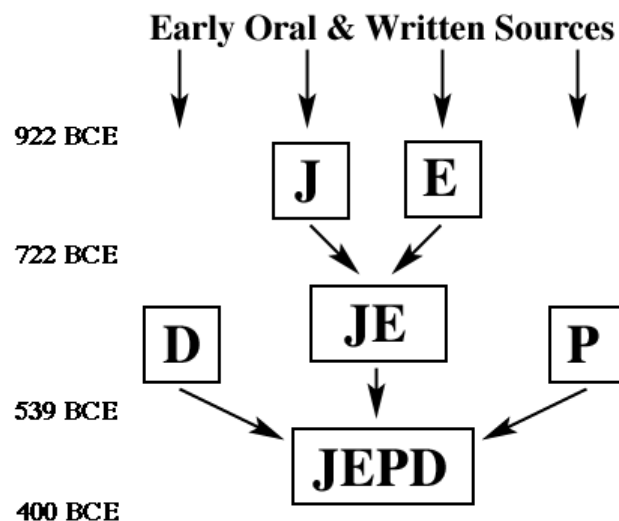 Early Oral & Written Sources
922 BCE
J
E
722 BCE
JE
D
P
539 BCE
JEPD
400 BCE